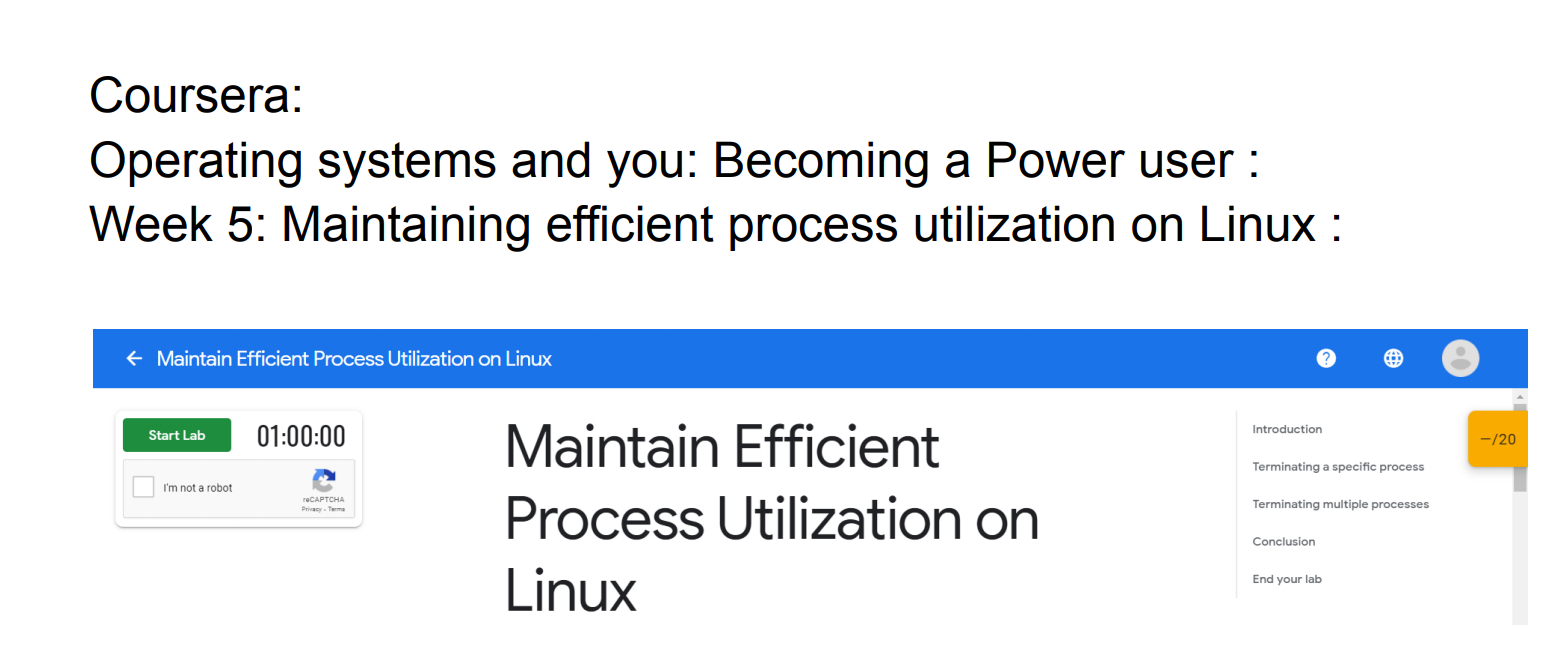 Coursera:
Operating systems and you: Becoming a Power user :
Week 5: Maintaining efficient process utilization on Linux :
← Maintain Efficient Process Utilization on Linux
?
Start Lab
01:00:00
I'm not a robot
reCAPTCHA
Privacy - Terms
Maintain Efficient
Process Utilization on
Linux
Introduction
Terminating a specific process
Terminating multiple processes
Conclusion
End your lab
—/20